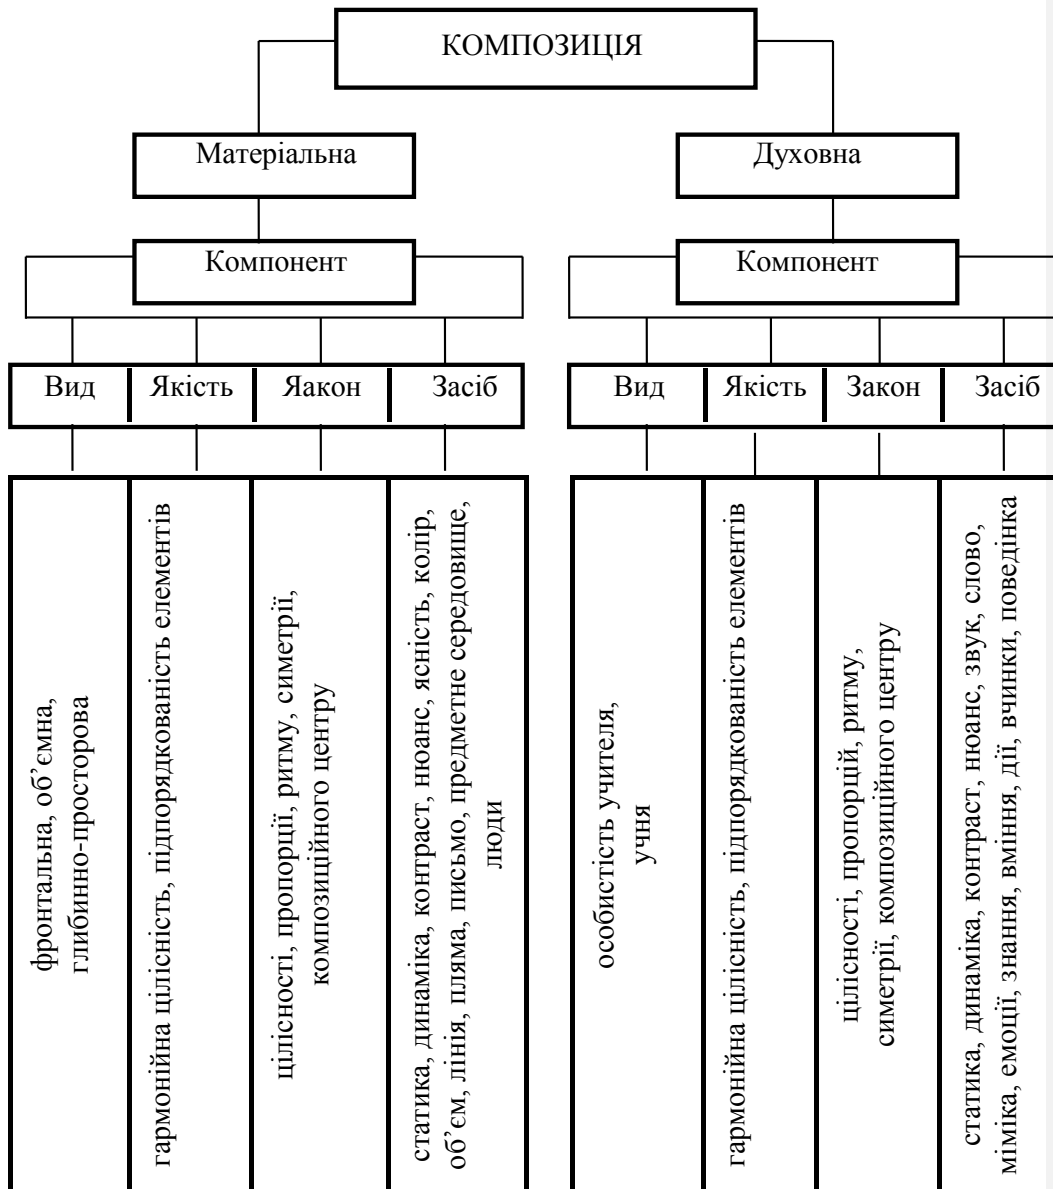 КОМПОЗИЦІЯ
Матеріальна
Духовна
Компонент
Компонент
Вид
Якість
Яакон
Засіб
Вид
Якість
Закон
Засіб
фронтальна, об’ємна,
глибинно-просторова
гармонійна цілісність, підпорядкованість елементів
цілісності, пропорції, ритму, симетрії,
композиційного центру
статика, динаміка, контраст, нюанс, ясність, колір,
об’єм, лінія, пляма, письмо, предметне середовище,
люди
особистість учителя,
учня
гармонійна цілісність, підпорядкованість елементів
цілісності, пропорцій, ритму,
симетрії, композиційного центру
статика, динаміка, контраст, нюанс, звук, слово,
міміка, емоції, знання, вміння, дії, вчинки, поведінка